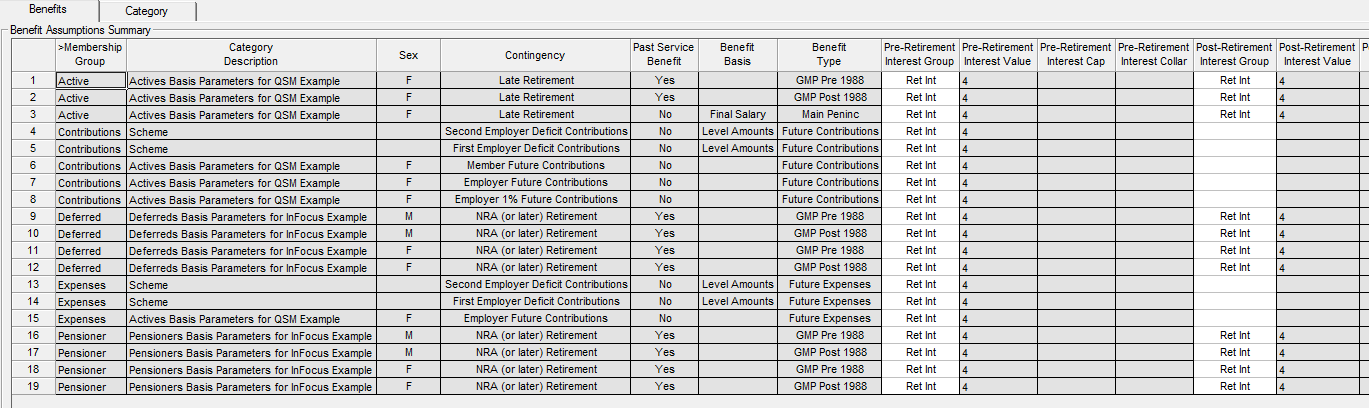 Benefits Category
Benefit Assumptions Summary
>Membership Group Category Description Sex Contingency Past Service Benefit Benefit Basis Benefit Type Pre-Retirement Interest Group Pre-Retirement Interest Value Pre-Retirement Interest Cap Pre-Retirement Interest Collar Post-Retirement Interest Group Post-Retirement Interest Value
1 Active Actives Basis Parameters for QSM Example F Late Retirement Yes GMP Pre 1988 Ret Int 4 Ret Int 4
2 Active Actives Basis Parameters for QSM Example F Late Retirement Yes GMP Post 1988 Ret Int 4 Ret Int 4
3 Active Actives Basis Parameters for QSM Example F Late Retirement No Final Salary Main Peninc Ret Int 4 Ret Int 4
4 Contributions Scheme Second Employer Deficit Contributions No Level Amounts Future Contributions Ret Int 4
5 Contributions Scheme First Employer Deficit Contributions No Level Amounts Future Contributions Ret Int 4
6 Contributions Actives Basis Parameters for QSM Example F Member Future Contributions No Future Contributions Ret Int 4
7 Contributions Actives Basis Parameters for QSM Example F Employer Future Contributions No Future Contributions Ret Int 4
8 Contributions Actives Basis Parameters for QSM Example F Employer 1% Future Contributions No Future Contributions Ret Int 4
9 Deferred Deferreds Basis Parameters for InFocus Example M NRA (or later) Retirement Yes GMP Pre 1988 Ret Int 4 Ret Int 4
10 Deferred Deferreds Basis Parameters for InFocus Example M NRA (or later) Retirement Yes GMP Post 1988 Ret Int 4 Ret Int 4
11 Deferred Deferreds Basis Parameters for InFocus Example F NRA (or later) Retirement Yes GMP Pre 1988 Ret Int 4 Ret Int 4
12 Deferred Deferreds Basis Parameters for InFocus Example F NRA (or later) Retirement Yes GMP Post 1988 Ret Int 4 Ret Int 4
13 Expenses Scheme Second Employer Deficit Contributions No Level Amounts Future Expenses Ret Int 4
14 Expenses Scheme First Employer Deficit Contributions No Level Amounts Future Expenses Ret Int 4
15 Expenses Actives Basis Parameters for QSM Example F Employer Future Contributions No Future Expenses Ret Int 4
16 Pensioner Pensioners Basis Parameters for InFocus Example M NRA (or later) Retirement Yes GMP Pre 1988 Ret Int 4 Ret Int 4
17 Pensioner Pensioners Basis Parameters for InFocus Example M NRA (or later) Retirement Yes GMP Post 1988 Ret Int 4 Ret Int 4
18 Pensioner Pensioners Basis Parameters for InFocus Example F NRA (or later) Retirement Yes GMP Pre 1988 Ret Int 4 Ret Int 4
19 Pensioner Pensioners Basis Parameters for InFocus Example F NRA (or later) Retirement Yes GMP Post 1988 Ret Int 4 Ret Int 4